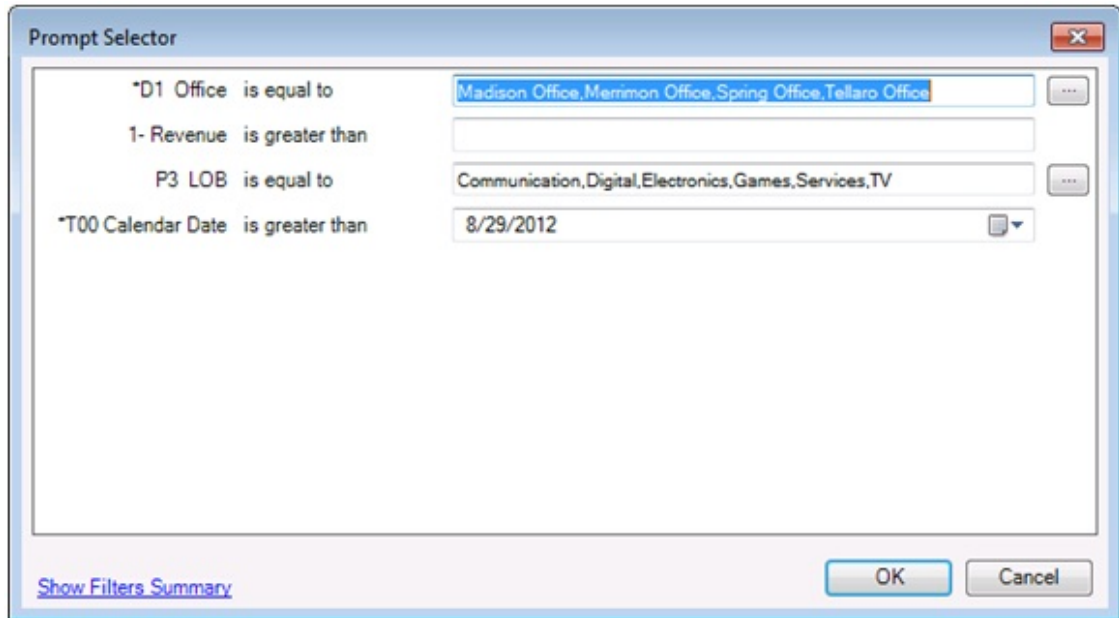 Prompt Selector
*D1 Office is equal to Madison Office,Merrimon Office,Spring Office,Tellaro Office ...
1- Revenue is greater than
P3 LOB is equal to Communication,Digital,Electronics,Games,Services,TV ...
*T00 Calendar Date is greater than 8/29/2012
Show Filters Summary OK Cancel